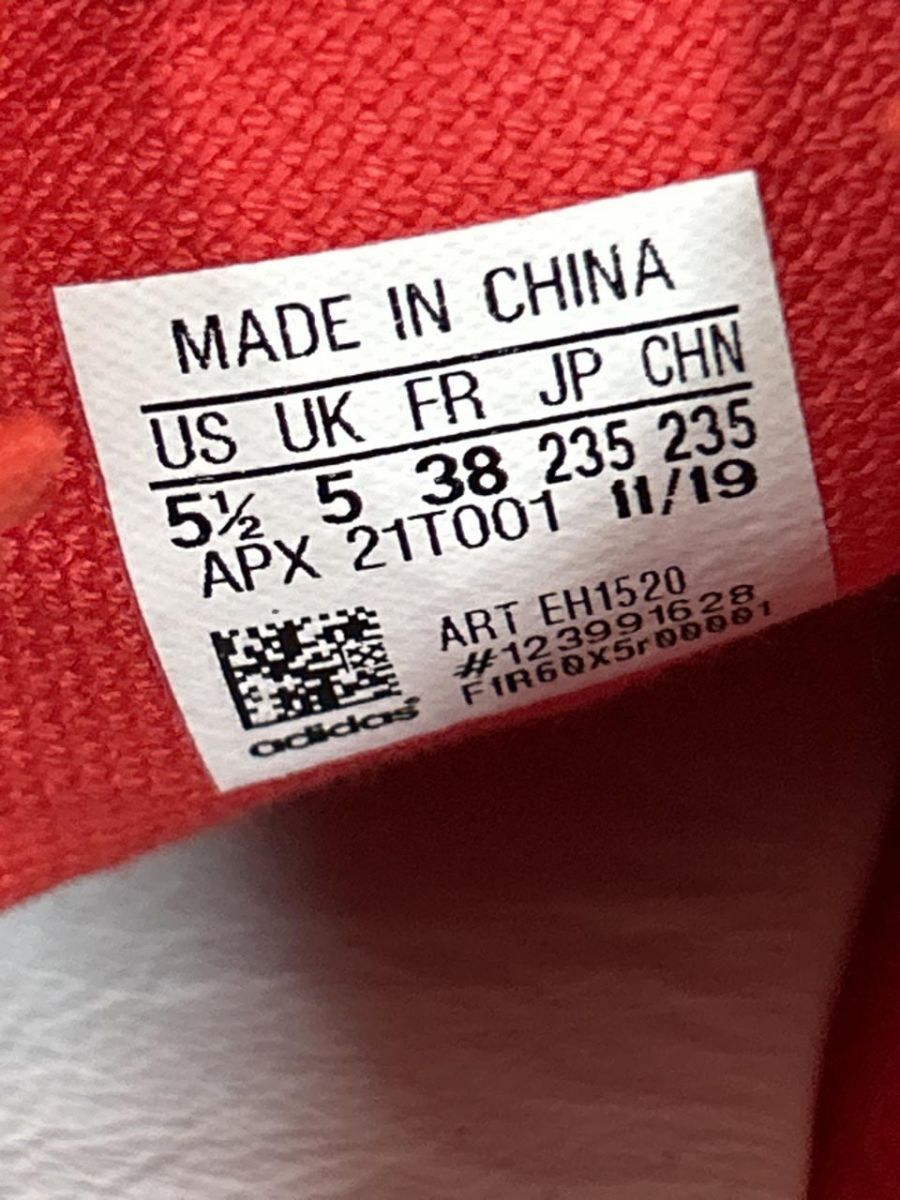 MADE IN CHINA
US UK FR JP CHN
5½ 5 38 235 235
APX 21T001 11/19
ART EH1520
#123991628
F1R60X5r00001
adidas